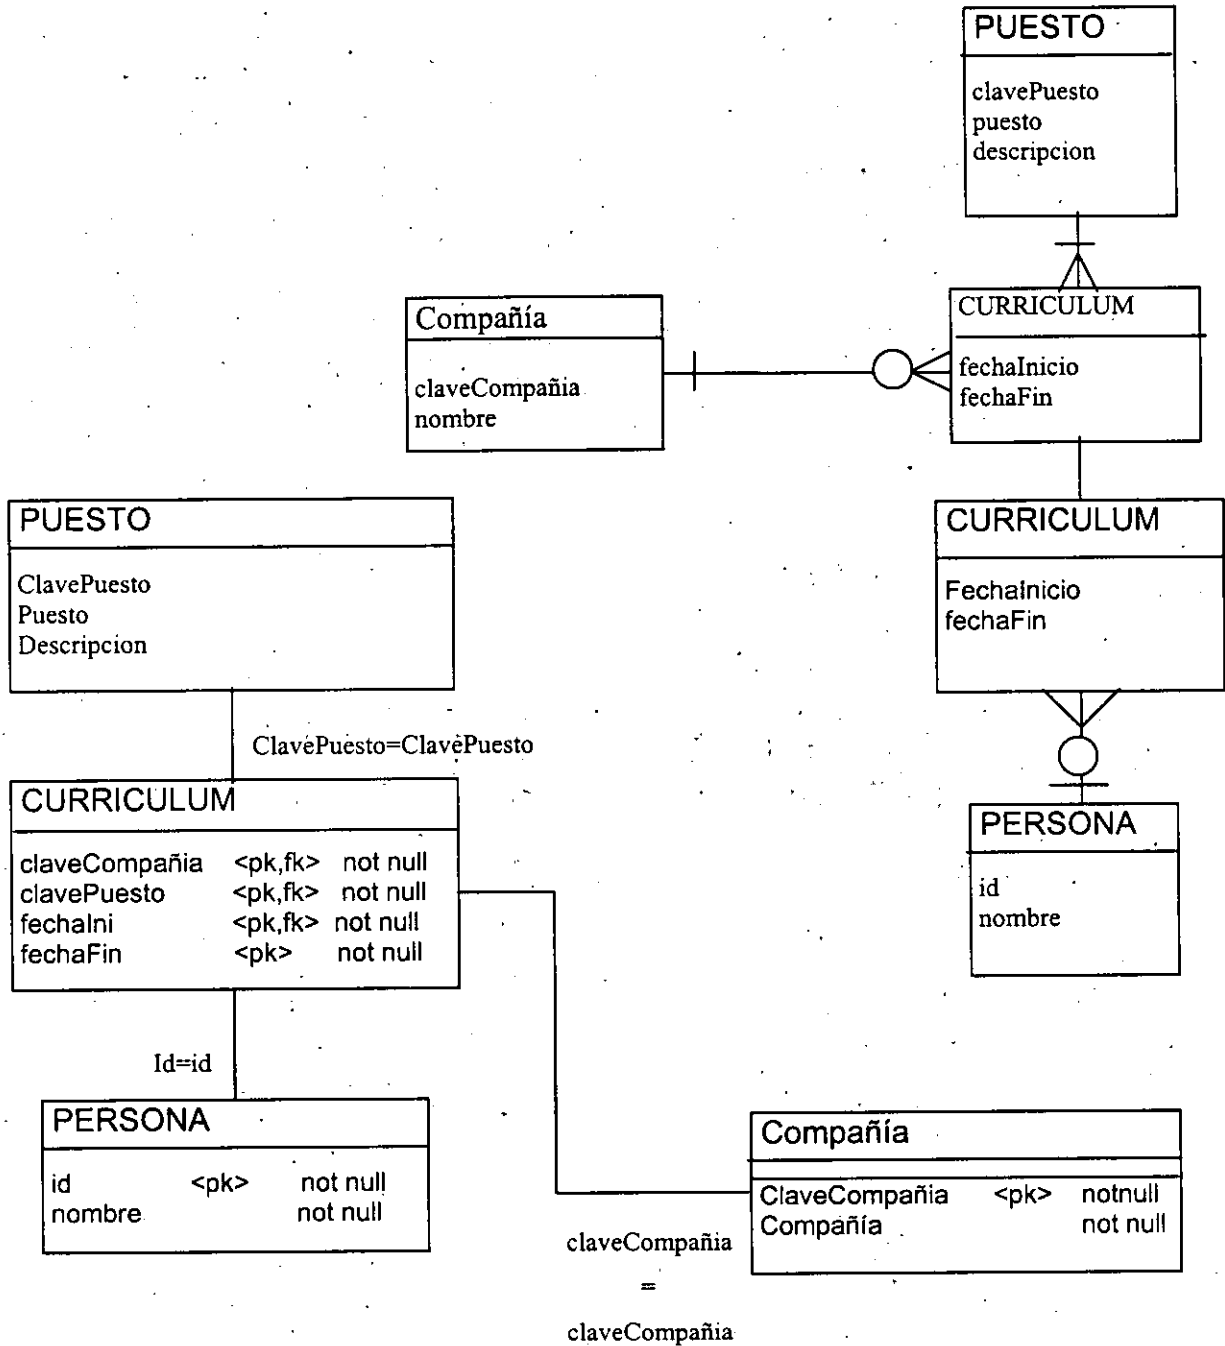 PUESTO
clavePuesto
puesto
descripcion
Compañía
claveCompañia
nombre
CURRICULUM
fechaInicio
fechaFin
PUESTO
ClavePuesto
Puesto
Descripcion
CURRICULUM
FechaInicio
fechaFin
ClavePuesto=ClavePuesto
CURRICULUM
claveCompañia <pk,fk> not null
clavePuesto <pk,fk> not null
fechaIni <pk,fk> not null
fechaFin <pk> not null
PERSONA
id
nombre
Id=id
PERSONA
id <pk> not null
nombre not null
Compañía
ClaveCompañia <pk> notnull
Compañía not null
claveCompañia
=
claveCompañia